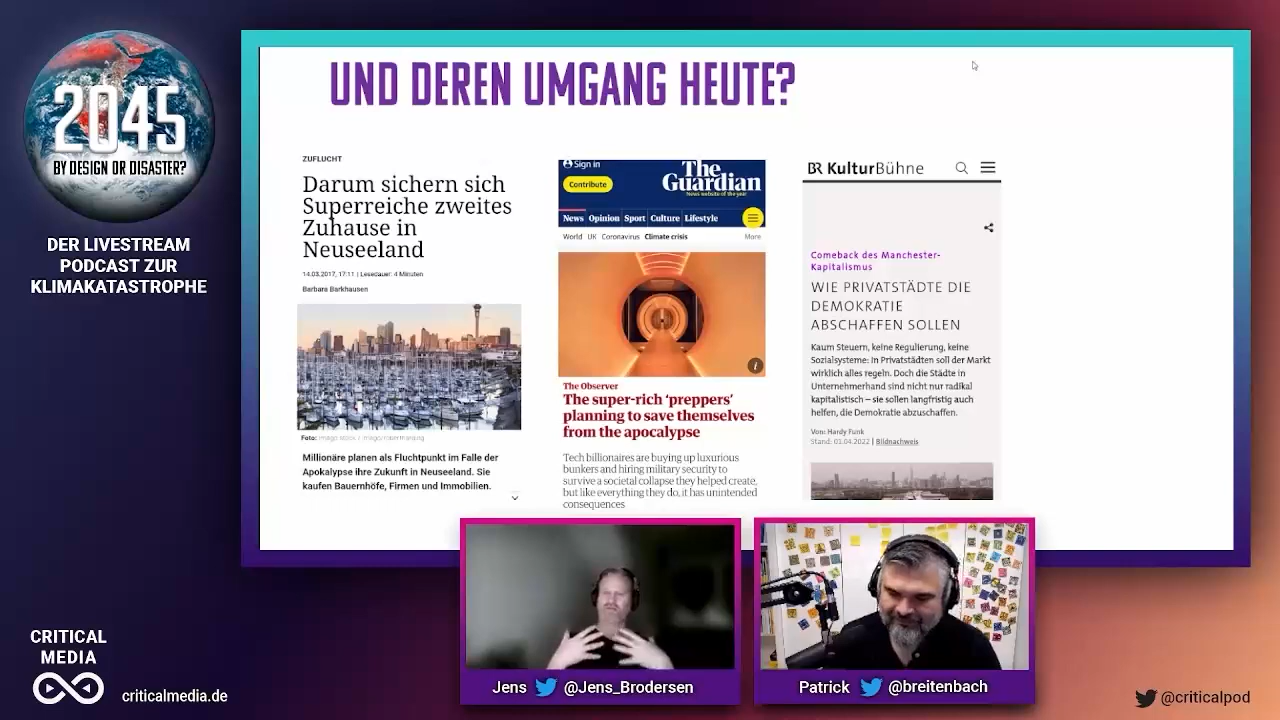 2045
BY DESIGN OR DISASTER?
DER LIVESTREAM
PODCAST ZUR
KLIMAKATASTROPHE
UND DEREN UMGANG HEUTE?
ZUFLUCHT
Darum sichern sich
Superreiche zweites
Zuhause in
Neuseeland
14.03.2017, 17:11 | Lesedauer: 4 Minuten
Barbara Barkhausen
Foto:
Millionäre planen als Fluchtpunkt im Falle der
Apokalypse ihre Zukunft in Neuseeland. Sie
kaufen Bauernhöfe, Firmen und Immobilien.
Sign in
Contribute
The
Guardian
News website of the year
News Opinion Sport Culture Lifestyle
World UK Coronavirus Climate crisis More
i
The Observer
The super-rich ‘preppers’
planning to save themselves
from the apocalypse
Tech billionaires are buying up luxurious
bunkers and hiring military security to
survive a societal collapse they helped create,
but like everything they do, it has unintended
consequences
BR KulturBühne
Comeback des Manchester-
Kapitalismus
WIE PRIVATSTÄDTE DIE
DEMOKRATIE
ABSCHAFFEN SOLLEN
Kaum Steuern, keine Regulierung, keine
Sozialsysteme: In Privatstädten soll der Markt
wirklich alles regeln. Doch die Städte in
Unternehmerhand sind nicht nur radikal
kapitalistisch – sie sollen langfristig auch
helfen, die Demokratie abzuschaffen.
Von: Hardy Funk
Stand: 01.04.2022 | Bildnachweis
Jens @Jens_Brodersen
Patrick @breitenbach
CRITICAL
MEDIA
criticalmedia.de
@criticalpod